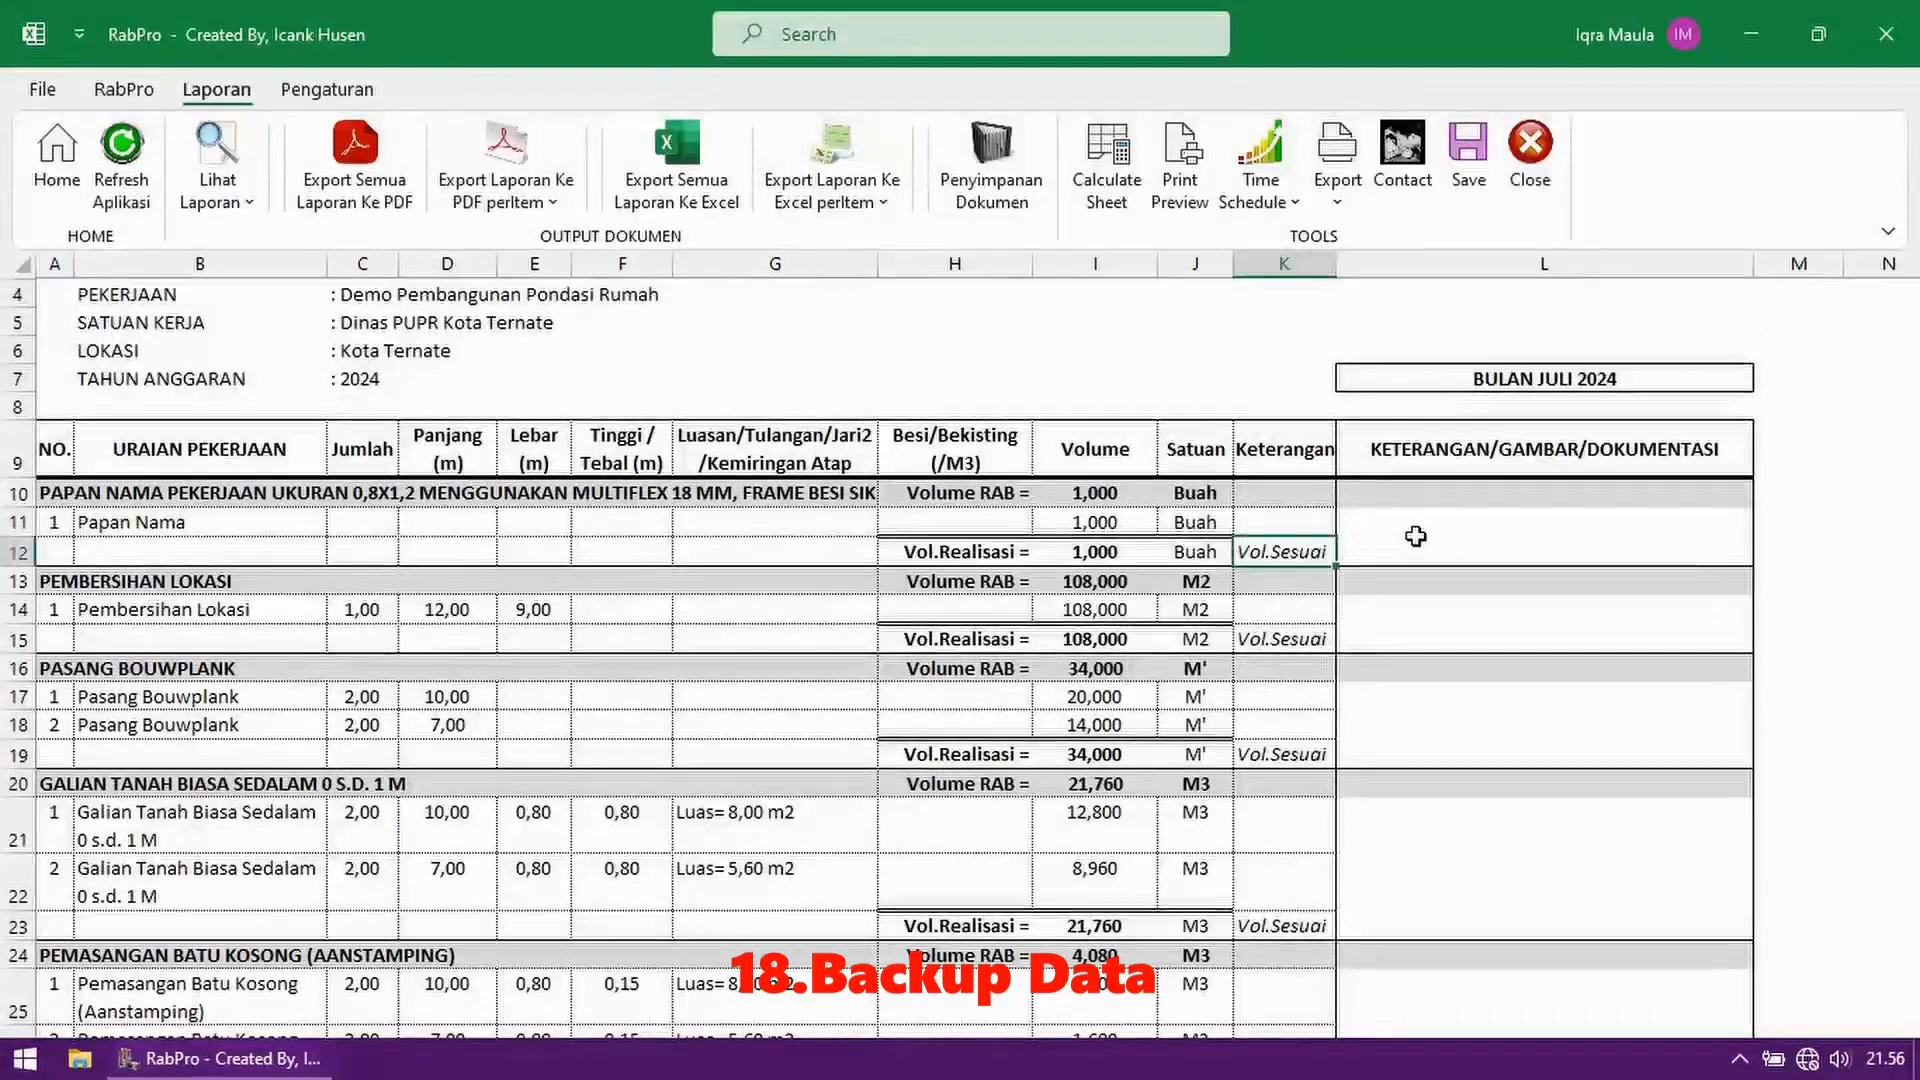 RabPro - Created By, Icank Husen
Search
Iqra Maula IM
File RabPro Laporan Pengaturan
Home
Refresh Aplikasi
Lihat Laporan
Export Semua Laporan Ke PDF
Export Laporan Ke PDF perItem
Export Semua Laporan Ke Excel
Export Laporan Ke Excel perItem
Penyimpanan Dokumen
Calculate Sheet
Print Preview
Time Schedule
Export
Contact
Save
Close
HOME OUTPUT DOKUMEN TOOLS
A B C D E F G H I J K L M N
4 PEKERJAAN : Demo Pembangunan Pondasi Rumah
5 SATUAN KERJA : Dinas PUPR Kota Ternate
6 LOKASI : Kota Ternate
7 TAHUN ANGGARAN : 2024 BULAN JULI 2024
8
9 NO. URAIAN PEKERJAAN Jumlah Panjang (m) Lebar (m) Tinggi / Tebal (m) Luasan/Tulangan/Jari2 /Kemiringan Atap Besi/Bekisting (/M3) Volume Satuan Keterangan KETERANGAN/GAMBAR/DOKUMENTASI
10 PAPAN NAMA PEKERJAAN UKURAN 0,8X1,2 MENGGUNAKAN MULTIFLEX 18 MM, FRAME BESI SIK Volume RAB = 1,000 Buah
11 1 Papan Nama 1,000 Buah
12 Vol.Realisasi = 1,000 Buah Vol.Sesuai
13 PEMBERSIHAN LOKASI Volume RAB = 108,000 M2
14 1 Pembersihan Lokasi 1,00 12,00 9,00 108,000 M2
15 Vol.Realisasi = 108,000 M2 Vol.Sesuai
16 PASANG BOUWPLANK Volume RAB = 34,000 M'
17 1 Pasang Bouwplank 2,00 10,00 20,000 M'
18 2 Pasang Bouwplank 2,00 7,00 14,000 M'
19 Vol.Realisasi = 34,000 M' Vol.Sesuai
20 GALIAN TANAH BIASA SEDALAM 0 S.D. 1 M Volume RAB = 21,760 M3
1 Galian Tanah Biasa Sedalam 2,00 10,00 0,80 0,80 Luas= 8,00 m2 12,800 M3
21 0 s.d. 1 M
2 Galian Tanah Biasa Sedalam 2,00 7,00 0,80 0,80 Luas= 5,60 m2 8,960 M3
22 0 s.d. 1 M
23 Vol.Realisasi = 21,760 M3 Vol.Sesuai
24 PEMASANGAN BATU KOSONG (AANSTAMPING) Volume RAB = 4,080 M3
1 Pemasangan Batu Kosong 2,00 10,00 0,80 0,15 Luas= M3
25 (Aanstamping)
18.Backup Data
RabPro - Created By, I...
21.56